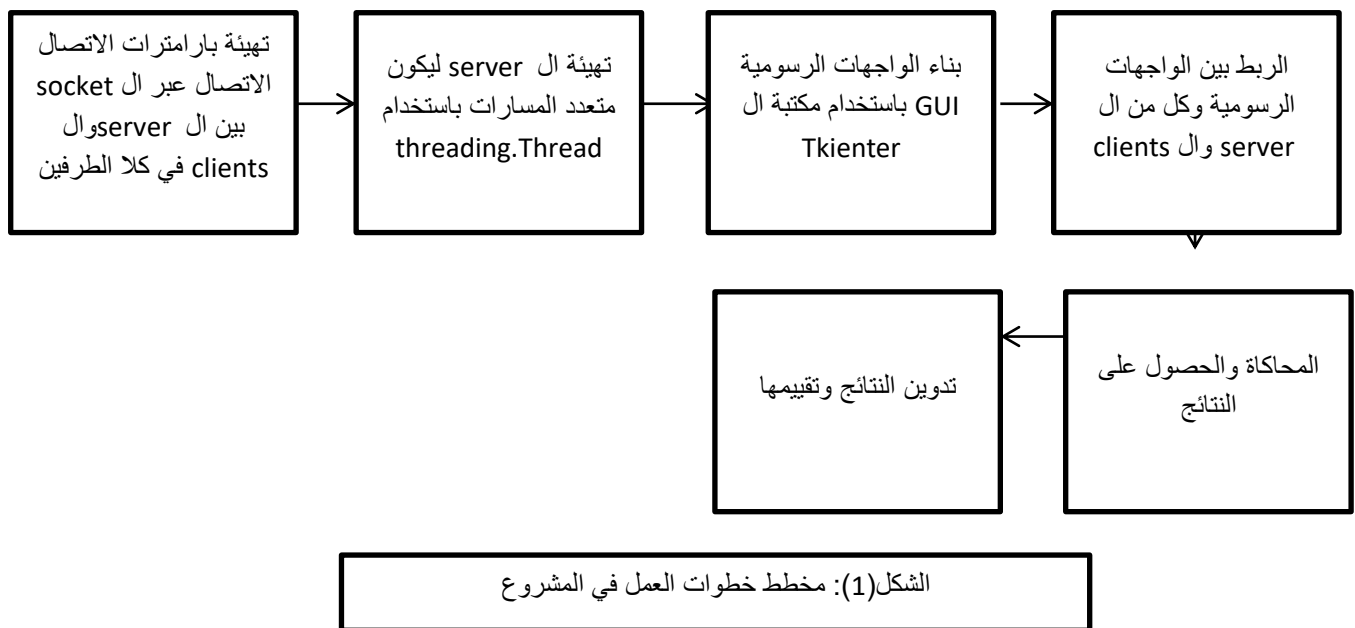 تهيئة بارامترات الاتصال
الاتصال عبر ال socket
بين ال serverوال
clients في كلا الطرفين
تهيئة ال server ليكون
متعدد المسارات باستخدام
threading.Thread
بناء الواجهات الرسومية
GUI باستخدام مكتبة ال
Tkienter
الربط بين الواجهات
الرسومية وكل من ال
server وال clients
المحاكاة والحصول على
النتائج
تدوين النتائج وتقييمها
الشكل(1): مخطط خطوات العمل في المشروع